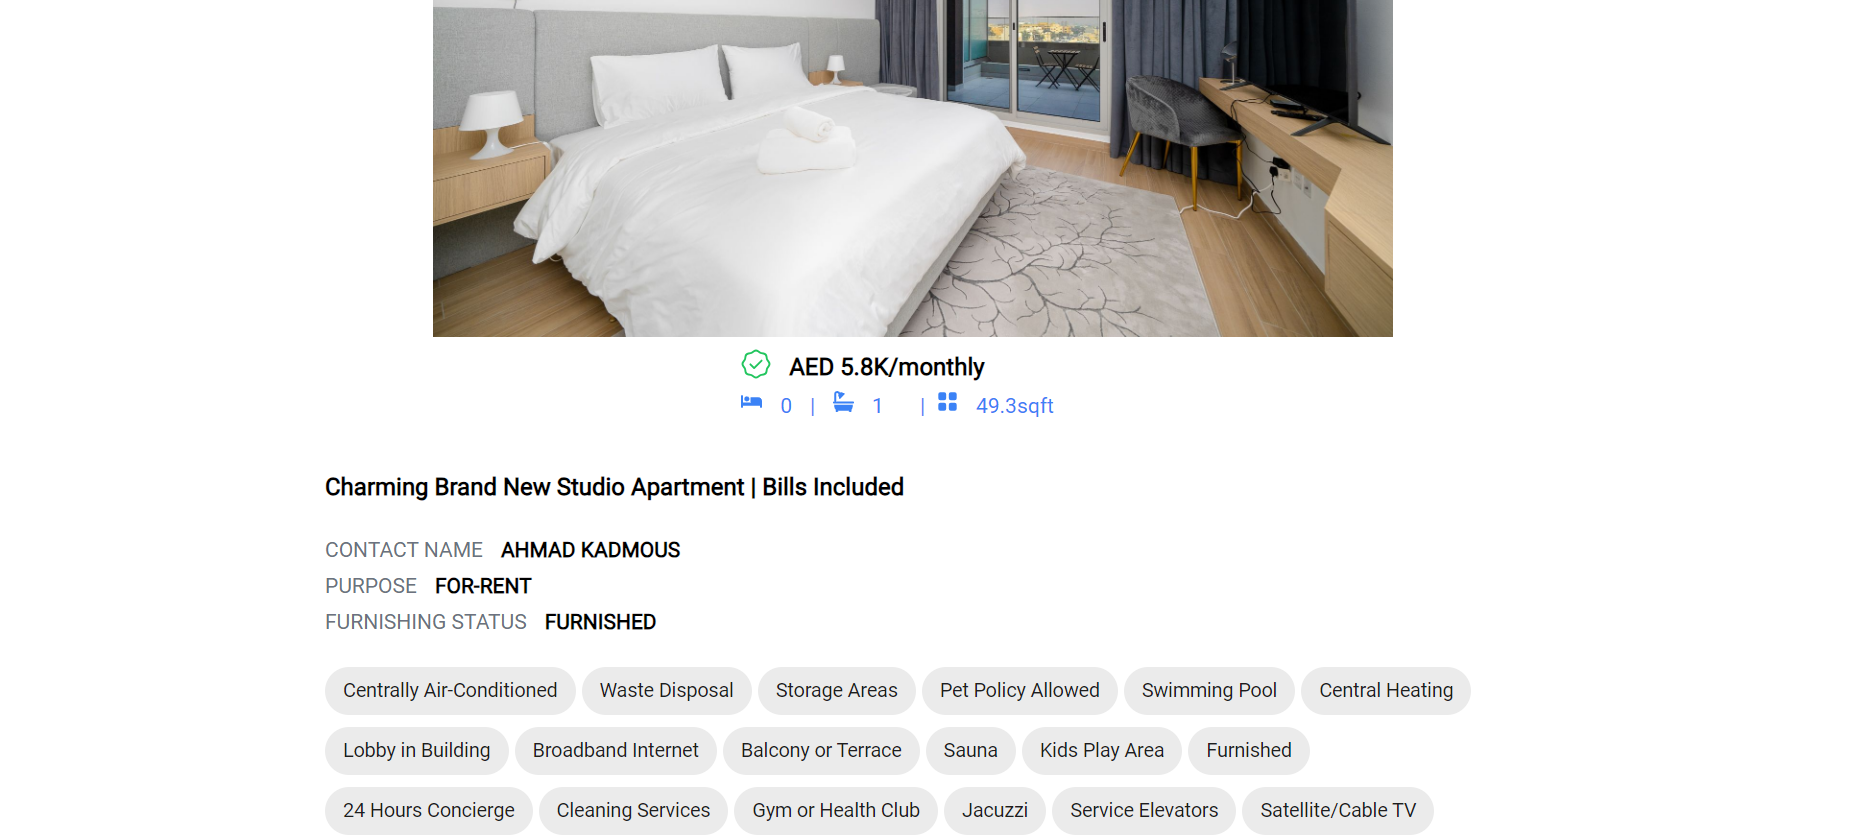 AED 5.8K/monthly
0 | 1 | 49.3sqft
Charming Brand New Studio Apartment | Bills Included
CONTACT NAME AHMAD KADMOUS
PURPOSE FOR-RENT
FURNISHING STATUS FURNISHED
Centrally Air-Conditioned Waste Disposal Storage Areas Pet Policy Allowed Swimming Pool Central Heating
Lobby in Building Broadband Internet Balcony or Terrace Sauna Kids Play Area Furnished
24 Hours Concierge Cleaning Services Gym or Health Club Jacuzzi Service Elevators Satellite/Cable TV